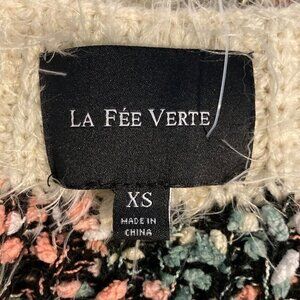 LA FÉE VERTE
XS
MADE IN
CHINA